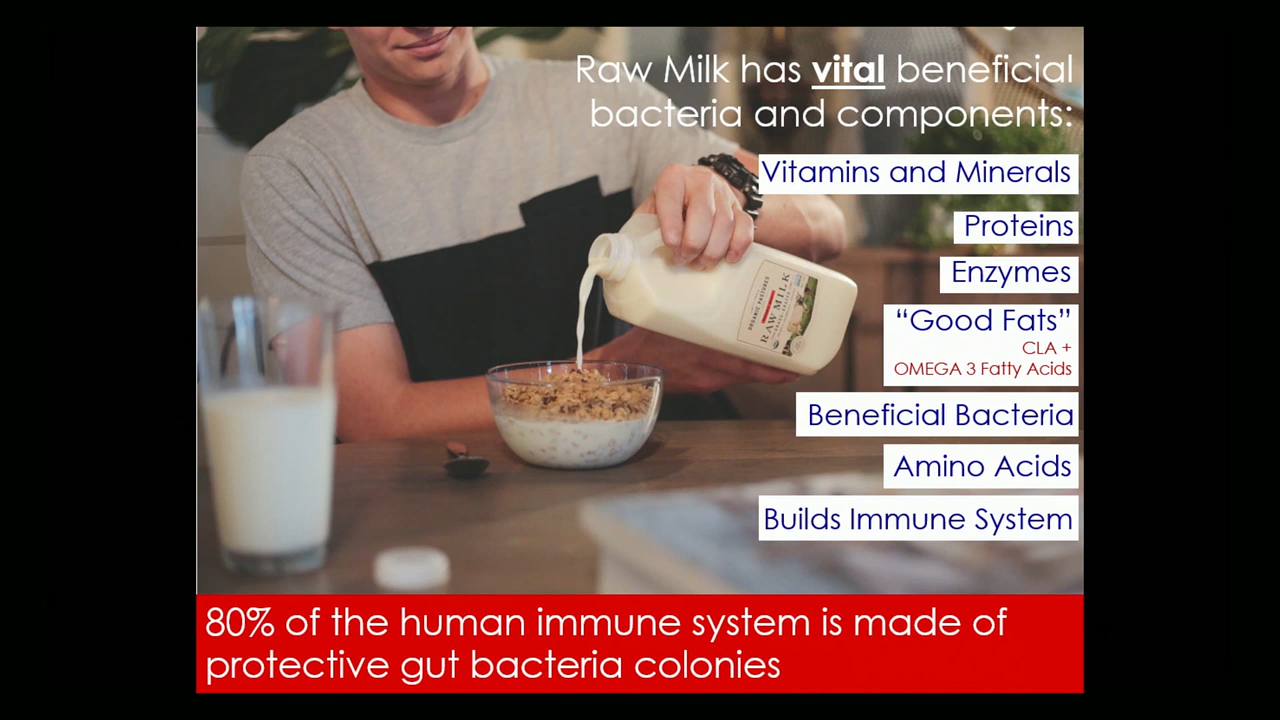 Raw Milk has vital beneficial
bacteria and components:
Vitamins and Minerals
Proteins
Enzymes
“Good Fats”
CLA +
OMEGA 3 Fatty Acids
Beneficial Bacteria
Amino Acids
Builds Immune System
ORGANIC PASTURES
RAW MILK
80% of the human immune system is made of
protective gut bacteria colonies